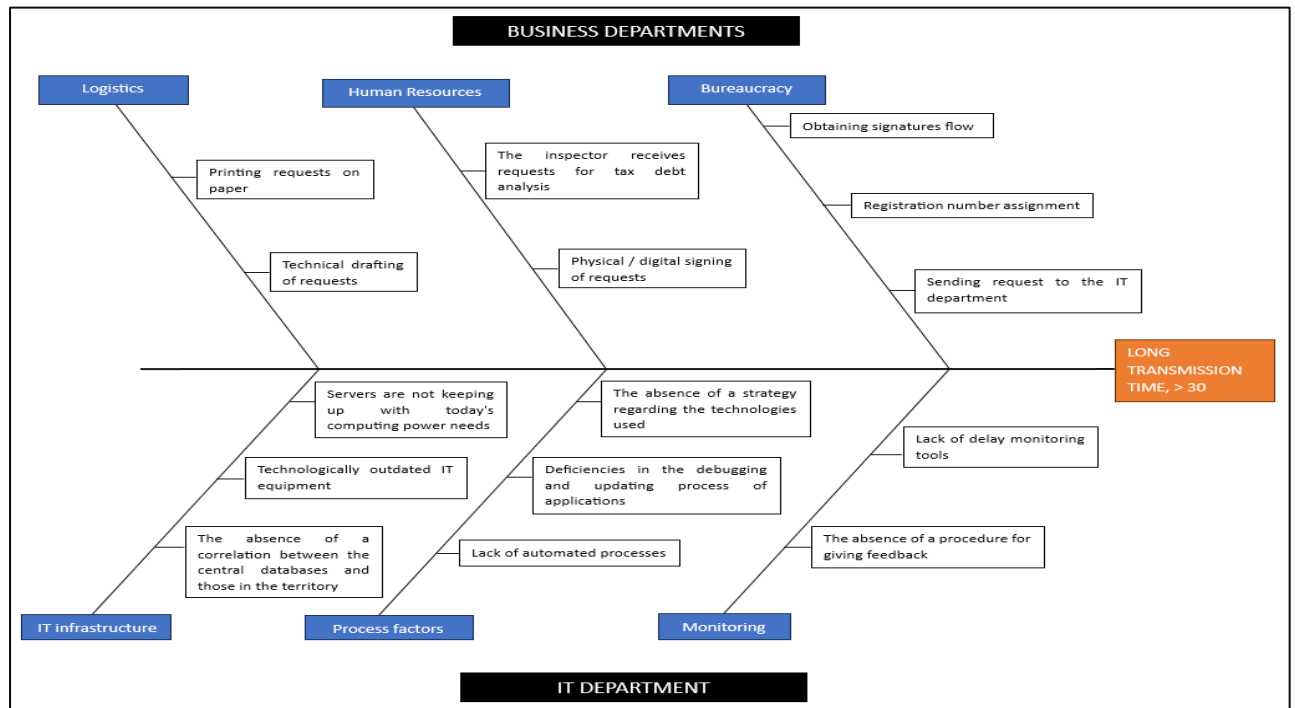 BUSINESS DEPARTMENTS
Logistics
Human Resources
Bureaucracy
Printing requests on
paper
Technical drafting
of requests
The inspector receives
requests for tax debt
analysis
Physical / digital signing
of requests
Obtaining signatures flow
Registration number assignment
Sending request to the IT
department
LONG
TRANSMISSION
TIME, > 30
Servers are not keeping
up with today's
computing power needs
Technologically outdated IT
equipment
The absence of a
correlation between the
central databases and
those in the territory
The absence of a strategy
regarding the technologies
used
Deficiencies in the debugging
and updating process of
applications
Lack of automated processes
Lack of delay monitoring
tools
The absence of a procedure for
giving feedback
IT infrastructure
Process factors
Monitoring
IT DEPARTMENT